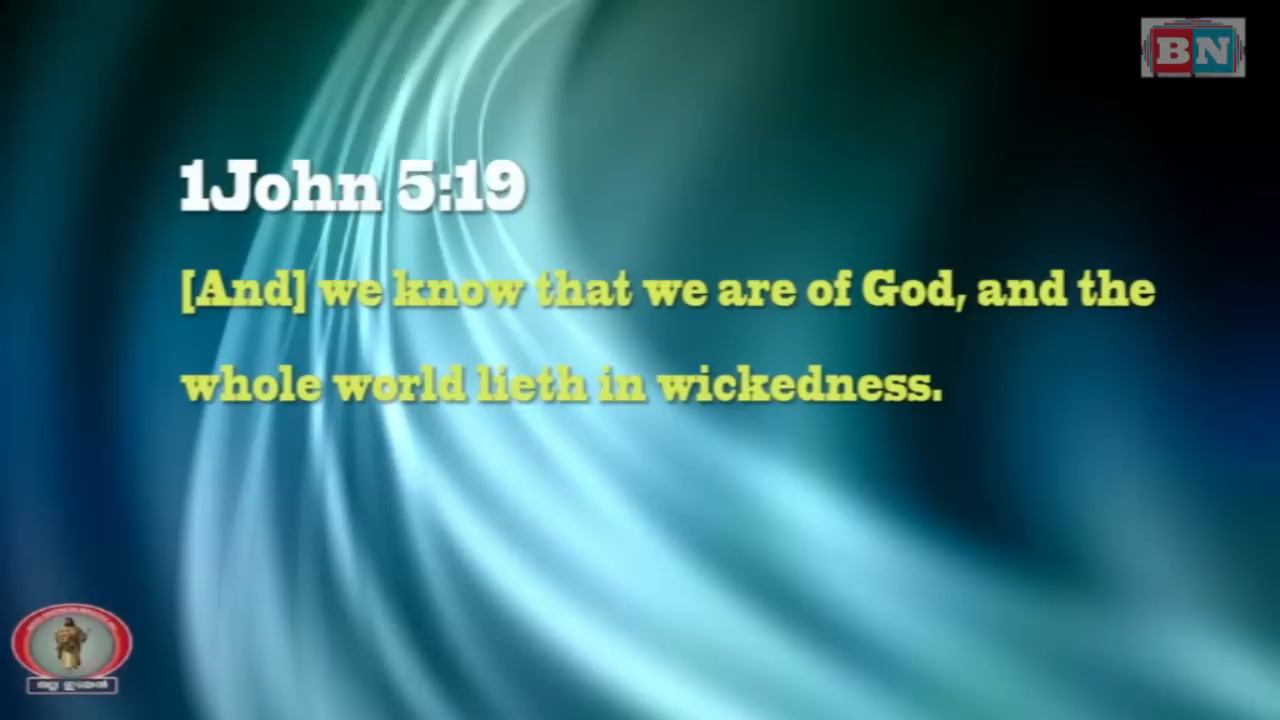 BN
1John 5:19
[And] we know that we are of God, and the
whole world lieth in wickedness.